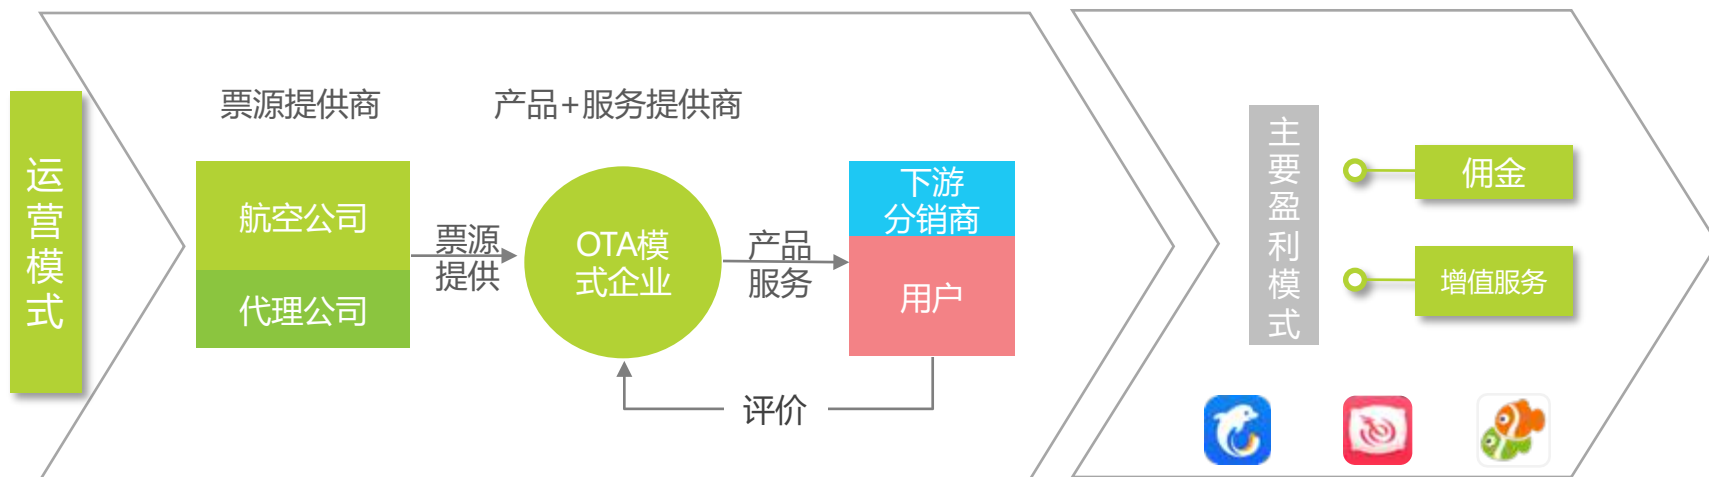 运营模式
票源提供商
产品+服务提供商
航空公司
代理公司
票源
提供
OTA模
式企业
产品
服务
下游
分销商
用户
评价
主要盈利模式
佣金
增值服务